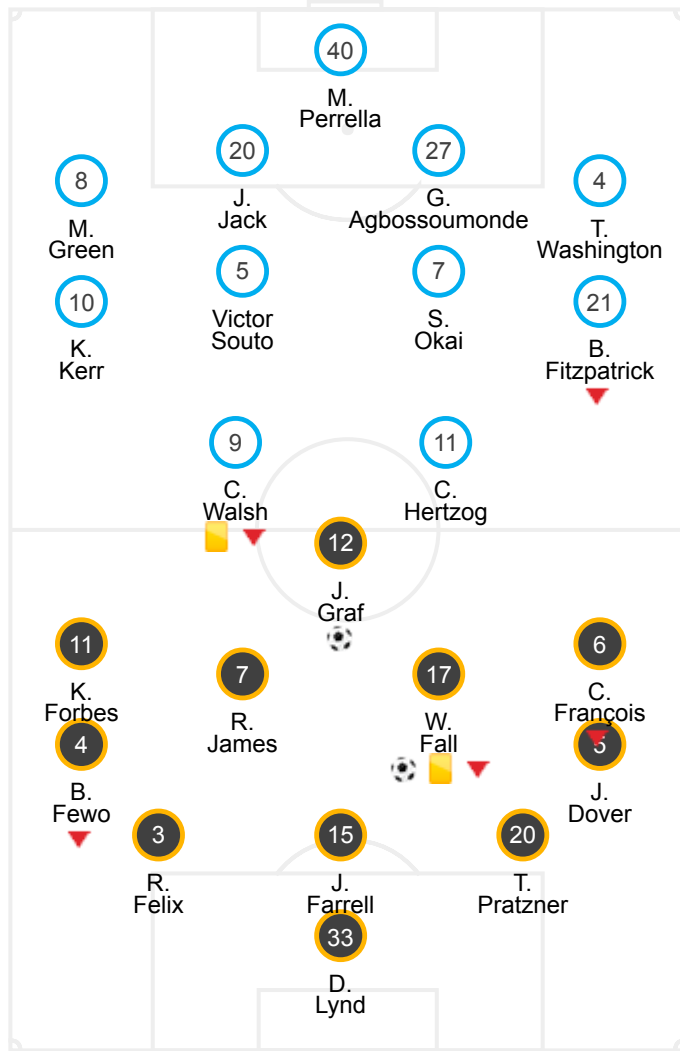 40
M.
Perrella
20
27
8
4
J.
Jack
G.
Agbossoumonde
M.
Green
T.
Washington
5
7
10
21
Victor
Souto
S.
Okai
K.
Kerr
B.
Fitzpatrick
9
11
C.
Walsh
C.
Hertzog
12
J.
Graf
11
6
7
17
K.
Forbes
C.
François
R.
James
W.
Fall
4
5
B.
Fewo
J.
Dover
3
15
20
R.
Felix
J.
Farrell
T.
Pratzner
33
D.
Lynd